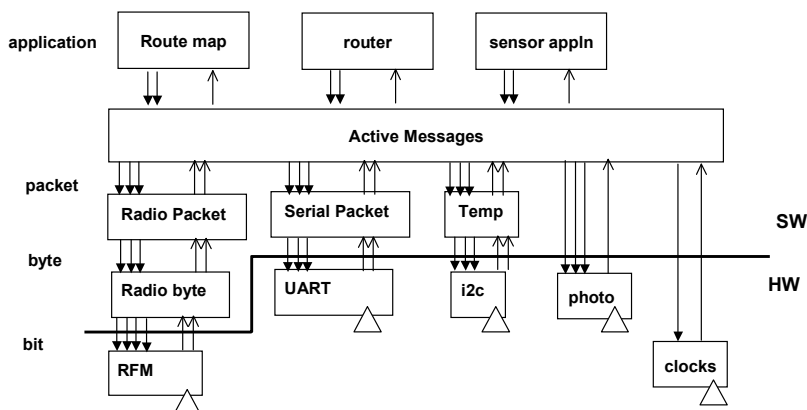 application
Route map
router
sensor appln
Active Messages
packet
Radio Packet
Serial Packet
Temp
SW
byte
HW
Radio byte
UART
i2c
photo
bit
RFM
clocks